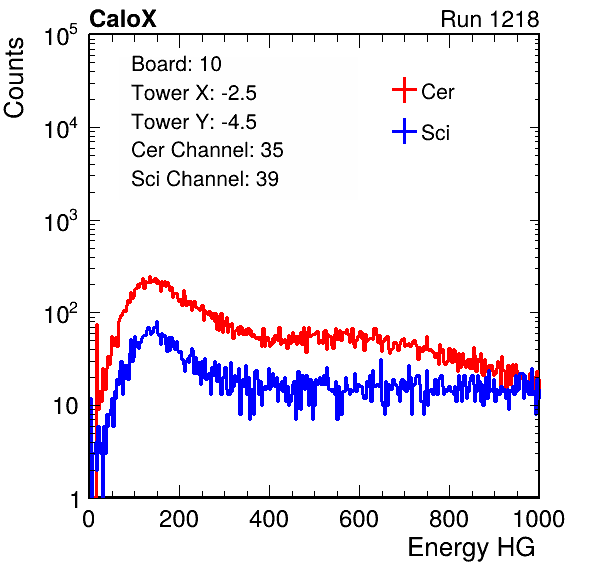 CaloX Run 1218
Counts
10^5
10^4
10^3
10^2
10
1
Board: 10
Tower X: -2.5
Tower Y: -4.5
Cer Channel: 35
Sci Channel: 39
Cer
Sci
0 200 400 600 800 1000
Energy HG